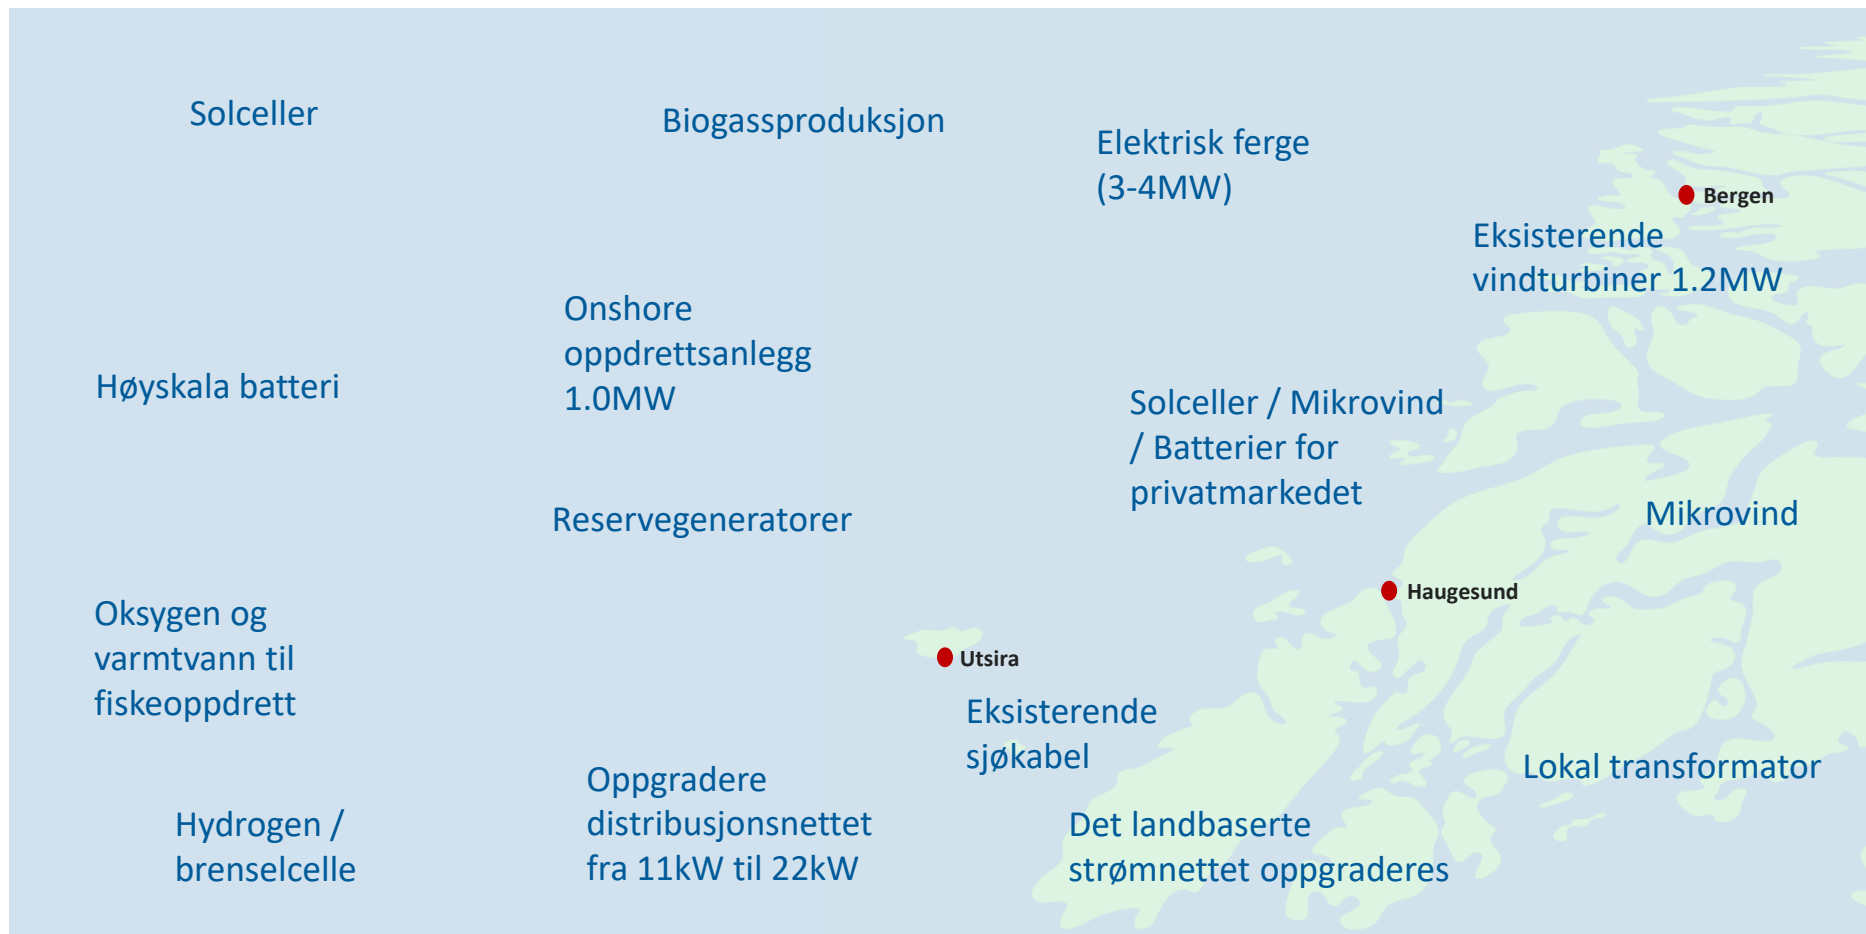 Solceller
Biogassproduksjon
Elektrisk ferge
(3-4MW)
Bergen
Eksisterende
vindturbiner 1.2MW
Onshore
oppdrettsanlegg
1.0MW
Høyskala batteri
Solceller / Mikrovind
/ Batterier for
privatmarkedet
Reservegeneratorer
Mikrovind
Haugesund
Oksygen og
varmtvann til
fiskeoppdrett
Utsira
Eksisterende
sjøkabel
Lokal transformator
Oppgradere
distribusjonsnettet
fra 11kW til 22kW
Hydrogen /
brenselcelle
Det landbaserte
strømnettet oppgraderes